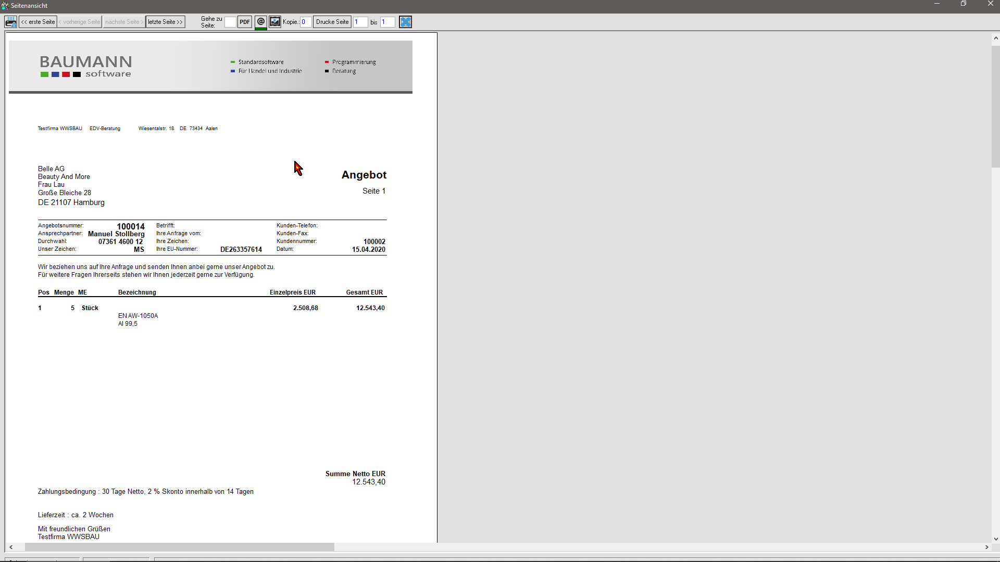 Seitenansicht
<< erste Seite < vorherige Seite nächste Seite > letzte Seite >> Gehe zu Seite: PDF @ Kopie.: 0 Drucke Seite 1 bis 1
BAUMANN
software
Standardsoftware Programmierung
Für Handel und Industrie Beratung
Testfirma WWSBAU EDV-Beratung Wiesentalstr. 18 DE 73434 Aalen
Belle AG
Beauty And More
Frau Lau
Große Bleiche 28
DE 21107 Hamburg
Angebot
Seite 1
Angebotsnummer: 100014 Betrifft: Kunden-Telefon:
Ansprechpartner: Manuel Stollberg Ihre Anfrage vom: Kunden-Fax:
Durchwahl: 07361 4600 12 Ihre Zeichen: Kundennummer: 100002
Unser Zeichen: MS Ihre EU-Nummer: DE263357614 Datum: 15.04.2020
Wir beziehen uns auf Ihre Anfrage und senden Ihnen anbei gerne unser Angebot zu.
Für weitere Fragen Ihrerseits stehen wir Ihnen jederzeit gerne zur Verfügung.
Pos Menge ME Bezeichnung Einzelpreis EUR Gesamt EUR
1 5 Stück 2.508,68 12.543,40
EN AW-1050A
Al 99,5
Summe Netto EUR
12.543,40
Zahlungsbedingung : 30 Tage Netto, 2 % Skonto innerhalb von 14 Tagen
Lieferzeit : ca. 2 Wochen
Mit freundlichen Grüßen
Testfirma WWSBAU